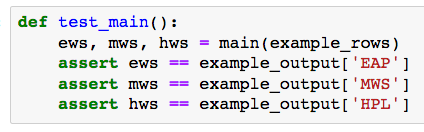 def test_main():
    ews, mws, hws = main(example_rows)
    assert ews == example_output['EAP']
    assert mws == example_output['MWS']
    assert hws == example_output['HPL']